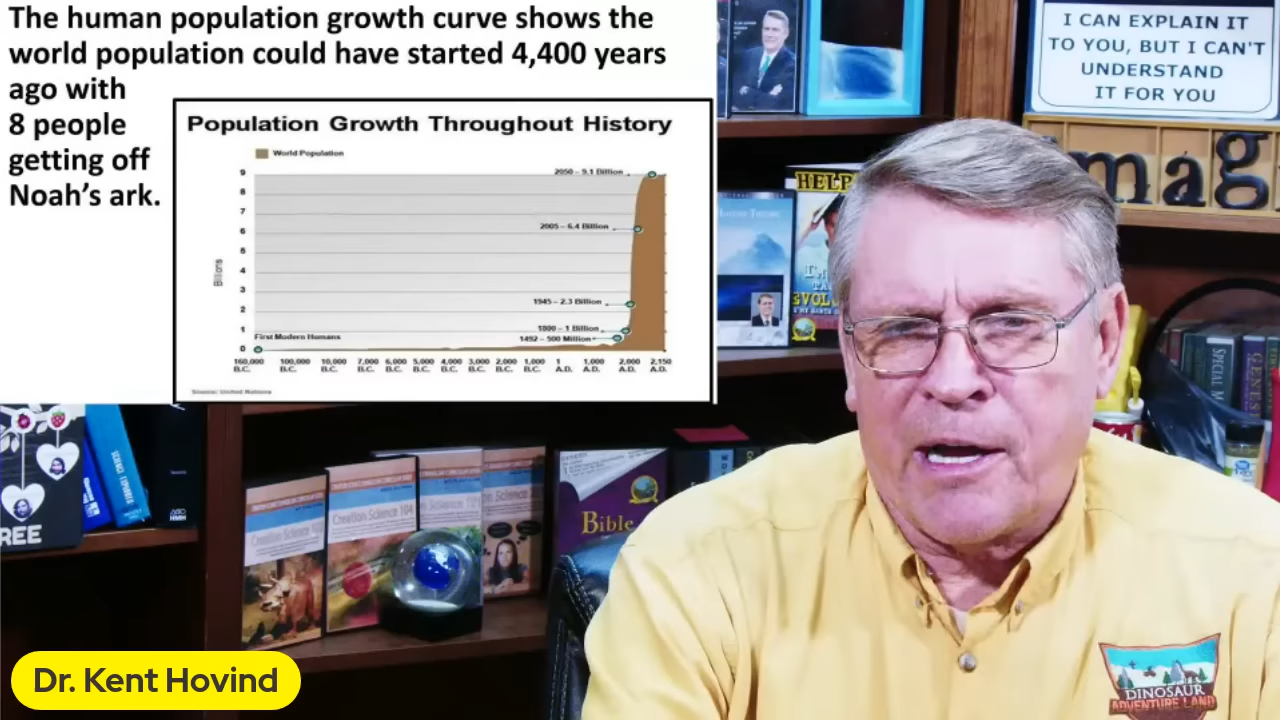 The human population growth curve shows the
world population could have started 4,400 years
ago with
8 people
getting off
Noah's ark.
Population Growth Throughout History
World Population
Billions
9
8
7
6
5
4
3
2
1
0
2050 – 9.1 Billion
2005 – 6.4 Billion
1945 – 2.3 Billion
1800 – 1 Billion
1492 – 500 Million
First Modern Humans
160,000 B.C.
100,000 B.C.
10,000 B.C.
7,000 B.C.
6,000 B.C.
5,000 B.C.
4,000 B.C.
3,000 B.C.
2,000 B.C.
1,000 B.C.
1 A.D.
1,000 A.D.
2,000 A.D.
2,150 A.D.
Source: United Nations
I CAN EXPLAIN IT
TO YOU, BUT I CAN'T
UNDERSTAND
IT FOR YOU
mag
HELP
Creation Science 104
Bible
REE
DINOSAUR
ADVENTURE LAND
Dr. Kent Hovind